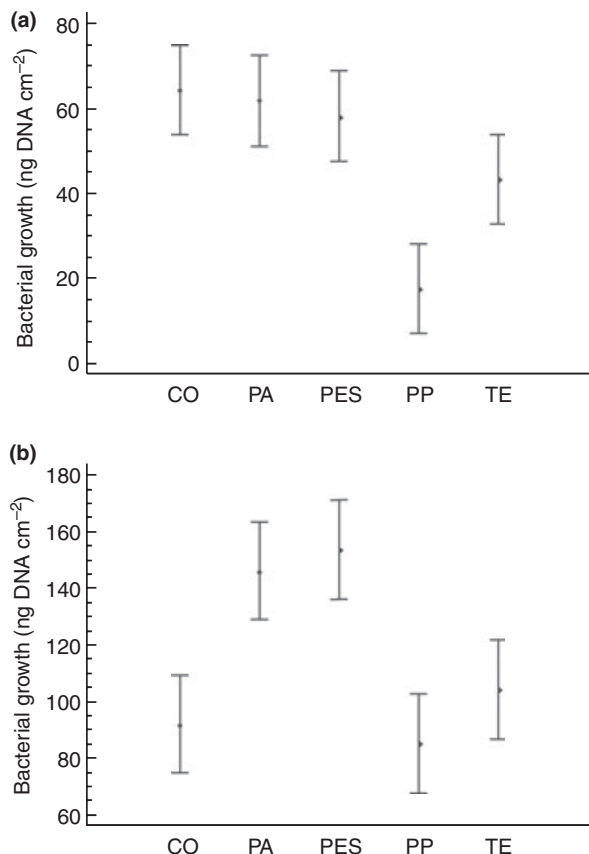 (a)
Bacterial growth (ng DNA cm⁻²)
80
60
40
20
0
CO PA PES PP TE
(b)
Bacterial growth (ng DNA cm⁻²)
180
160
140
120
100
80
60
CO PA PES PP TE